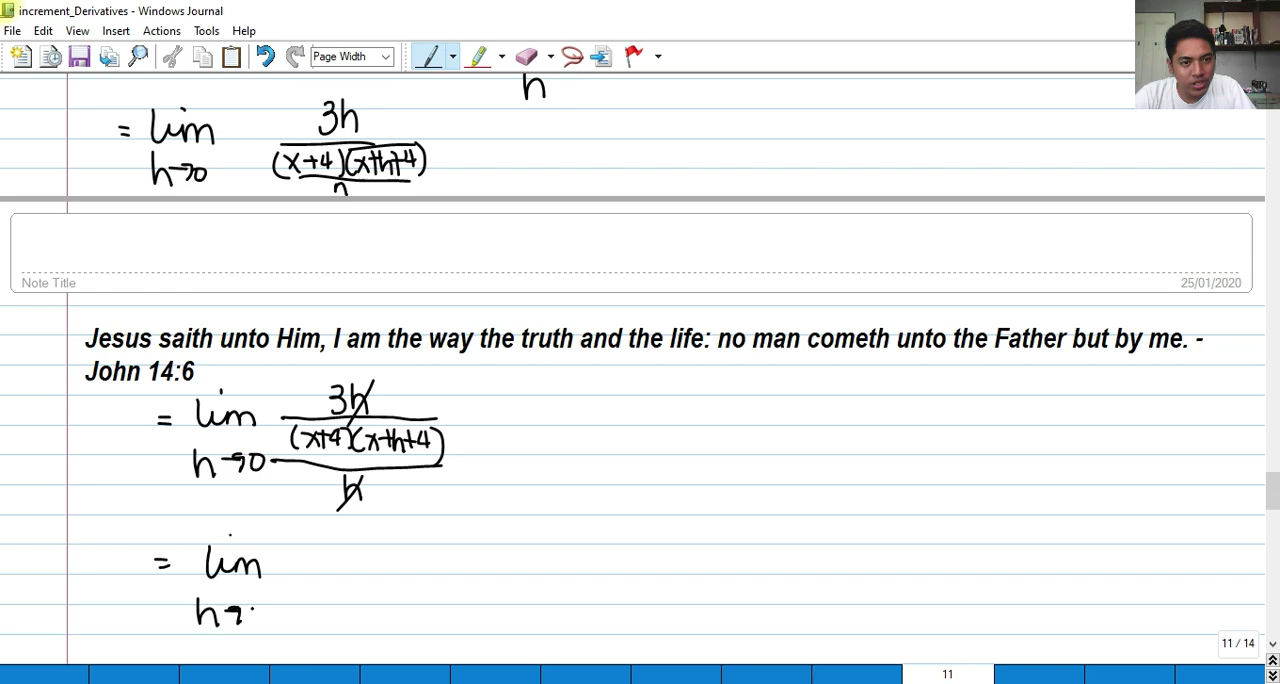 increment_Derivatives - Windows Journal
File Edit View Insert Actions Tools Help
Page Width
h
= lim 3h
h→0 (x+4)(x+h+4)
h
Note Title
25/01/2020
Jesus saith unto Him, I am the way the truth and the life: no man cometh unto the Father but by me. -
John 14:6
= lim 3h
h→0 (x+4)(x+h+4)
h
= lim
h→
11 / 14
11